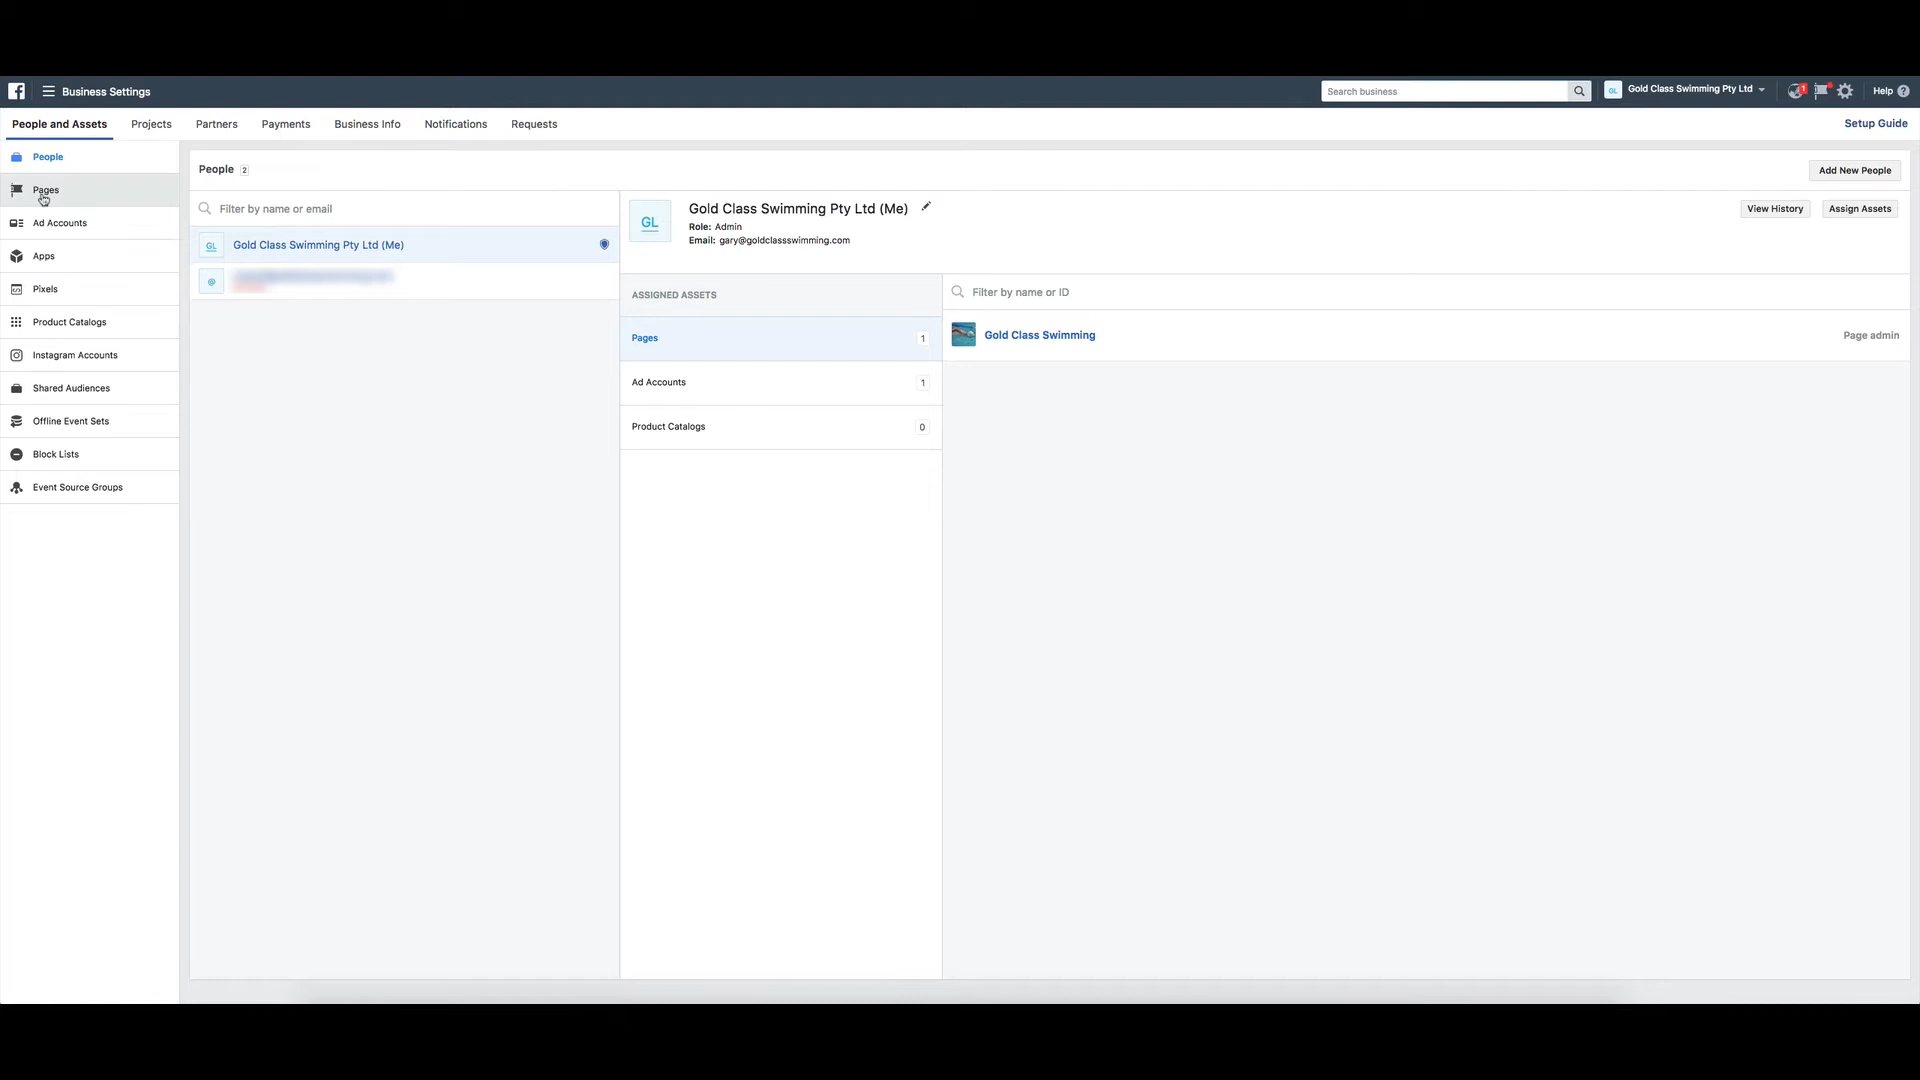 Business Settings
Search business
GL
Gold Class Swimming Pty Ltd
1
Help
People and Assets
Projects
Partners
Payments
Business Info
Notifications
Requests
Setup Guide
People
Pages
Ad Accounts
Apps
Pixels
Product Catalogs
Instagram Accounts
Shared Audiences
Offline Event Sets
Block Lists
Event Source Groups
People 2
Add New People
Filter by name or email
GL
Gold Class Swimming Pty Ltd (Me)
@
GL
Gold Class Swimming Pty Ltd (Me)
Role: Admin
Email: gary@goldclassswimming.com
View History
Assign Assets
ASSIGNED ASSETS
Pages 1
Ad Accounts 1
Product Catalogs 0
Filter by name or ID
Gold Class Swimming
Page admin